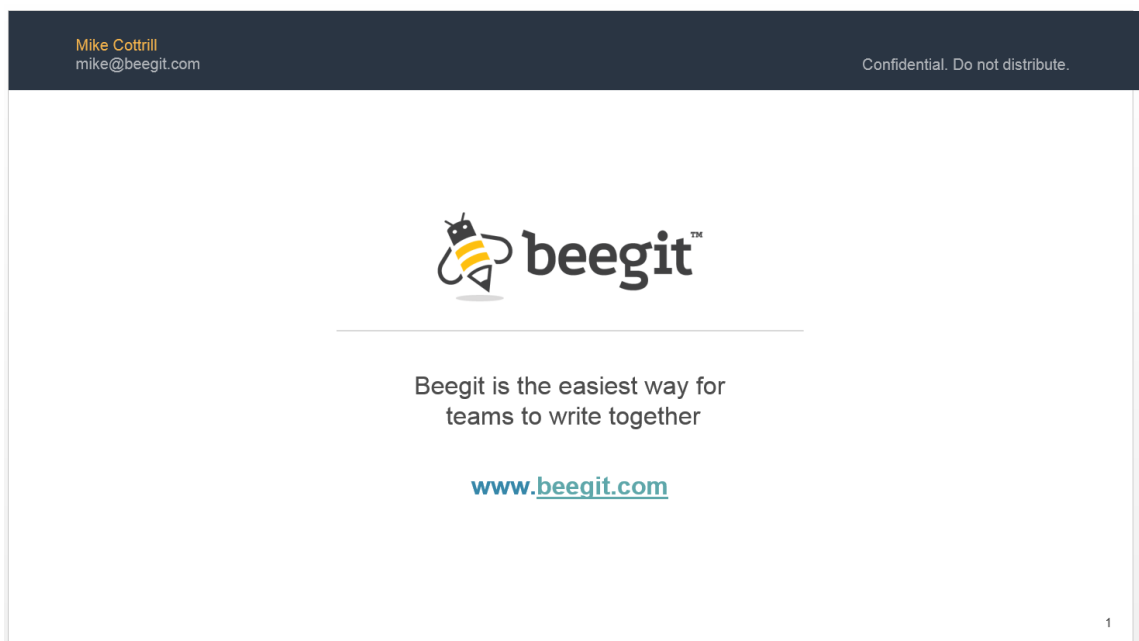 Mike Cottrill
mike@beegit.com
Confidential. Do not distribute.
beegit™
Beegit is the easiest way for
teams to write together
www.beegit.com
1